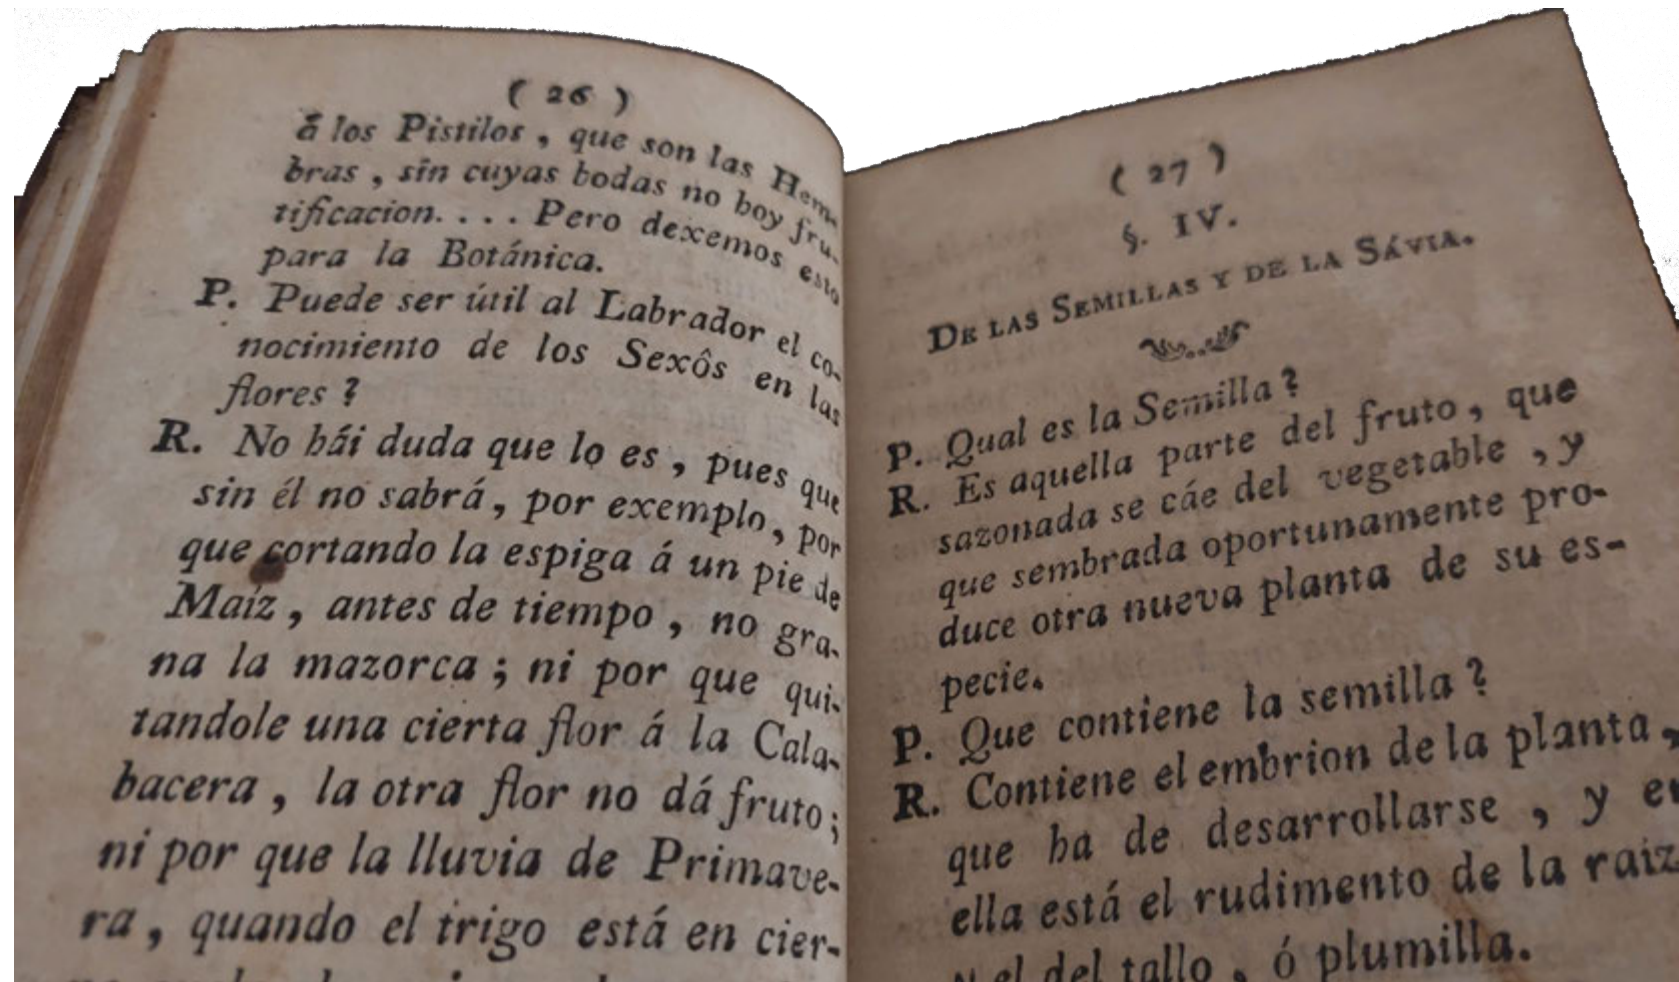 ( 26 )
á los Pistilos, que son las Hem-
bras, sin cuyas bodas no hoy fru-
tificacion. . . . Pero dexemos esto
para la Botánica.
P. Puede ser útil al Labrador el co-
nocimiento de los Sexôs en las
flores?
R. No hái duda que lo es, pues que
sin él no sabrá, por exemplo, por
que cortando la espiga á un pie de
Maíz, antes de tiempo, no gra-
na la mazorca; ni por que qui-
tandole una cierta flor á la Cala-
bacera, la otra flor no dá fruto;
ni por que la lluvia de Primave-
ra, quando el trigo está en cier-
( 27 )
§. IV.
DE LAS SEMILLAS Y DE LA SÁVIA.
P. Qual es la Semilla?
R. Es aquella parte del fruto, que
sazonada se cáe del vegetable, y
que sembrada oportunamente pro-
duce otra nueva planta de su es-
pecie.
P. Que contiene la semilla?
R. Contiene el embrion de la planta,
que ha de desarrollarse, y en
ella está el rudimento de la raiz
y el del tallo, ó plumilla.